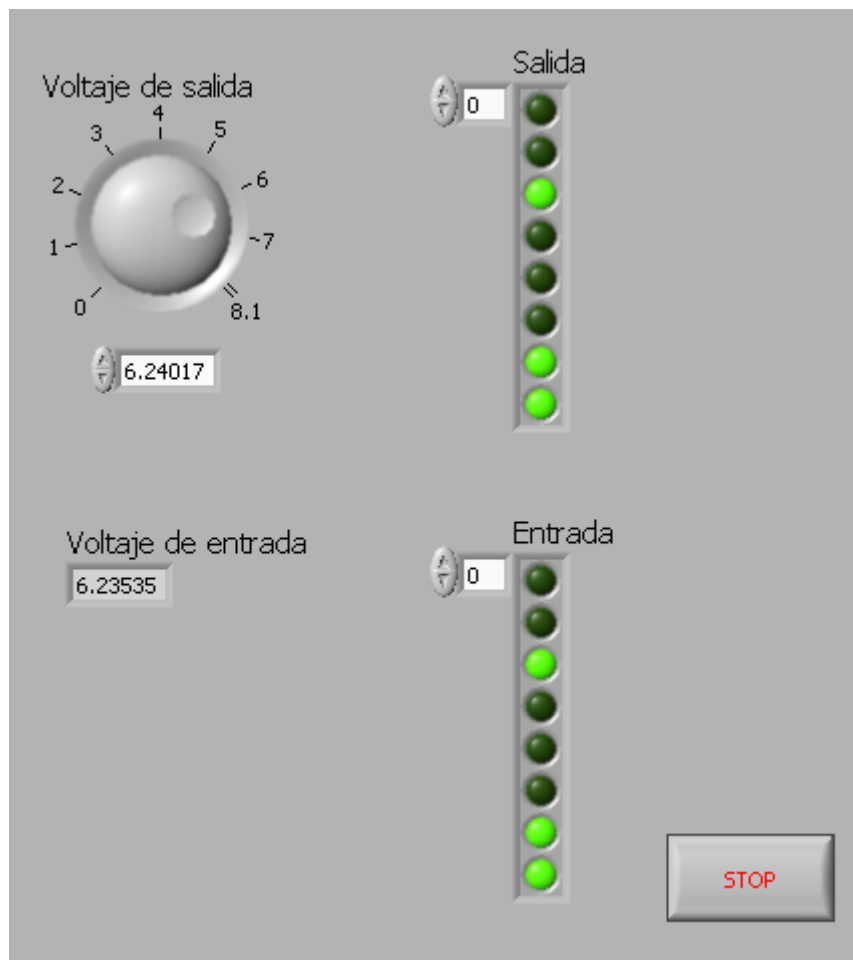 Voltaje de salida
0
1
2
3
4
5
6
7
8.1
6.24017
Salida
0
Voltaje de entrada
6.23535
Entrada
0
STOP